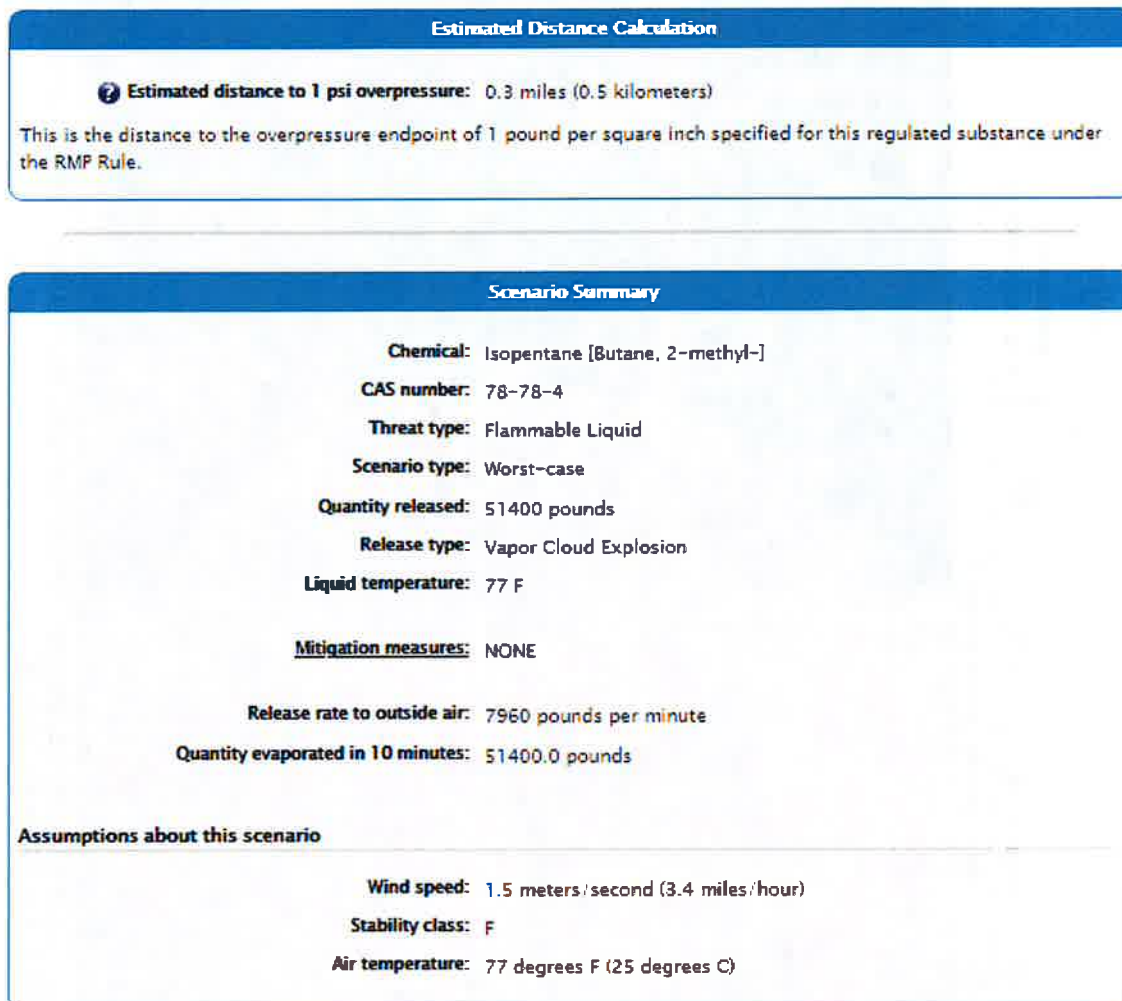 Estimated Distance Calculation
? Estimated distance to 1 psi overpressure: 0.3 miles (0.5 kilometers)
This is the distance to the overpressure endpoint of 1 pound per square inch specified for this regulated substance under
the RMP Rule.
Scenario Summary
Chemical: Isopentane [Butane, 2-methyl-]
CAS number: 78-78-4
Threat type: Flammable Liquid
Scenario type: Worst-case
Quantity released: 51400 pounds
Release type: Vapor Cloud Explosion
Liquid temperature: 77 F
Mitigation measures: NONE
Release rate to outside air: 7960 pounds per minute
Quantity evaporated in 10 minutes: 51400.0 pounds
Assumptions about this scenario
Wind speed: 1.5 meters/second (3.4 miles/hour)
Stability class: F
Air temperature: 77 degrees F (25 degrees C)